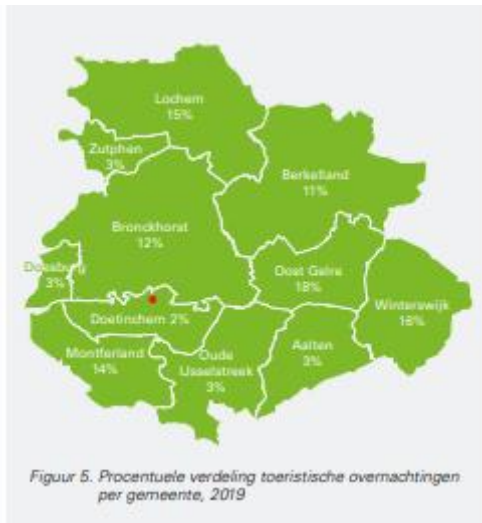 Lochem
15%
Zutphen
3%
Berkelland
11%
Bronckhorst
12%
Doesburg
3%
Oost Gelre
18%
Winterswijk
16%
Doetinchem 2%
Montferland
14%
Oude
IJsselstreek
3%
Aalten
3%
Figuur 5. Procentuele verdeling toeristische overnachtingen
per gemeente, 2019